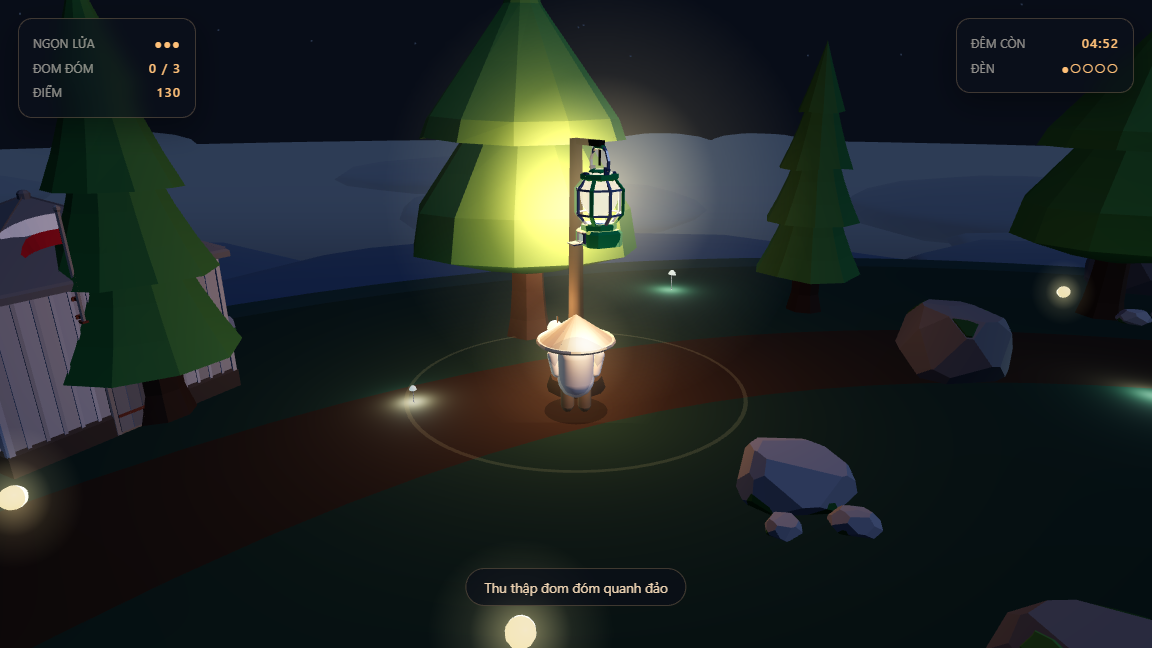 NGỌN LỬA ●●●
ĐOM ĐÓM 0 / 3
ĐIỂM 130
ĐÊM CÒN 04:52
ĐÈN ●○○○○
Thu thập đom đóm quanh đảo